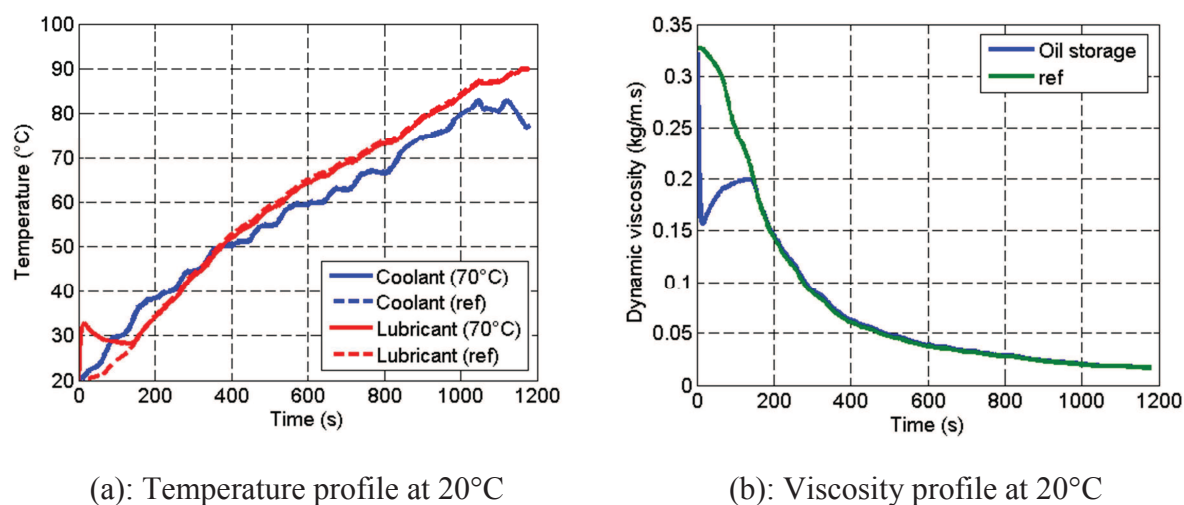 100
90
80
70
60
50
40
30
20
0 200 400 600 800 1000 1200
Temperature (°C)
Time (s)
Coolant (70°C)
Coolant (ref)
Lubricant (70°C)
Lubricant (ref)
0.35
0.3
0.25
0.2
0.15
0.1
0.05
0
0 200 400 600 800 1000 1200
Dynamic viscosity (kg/m.s)
Time (s)
Oil storage
ref
(a): Temperature profile at 20°C
(b): Viscosity profile at 20°C